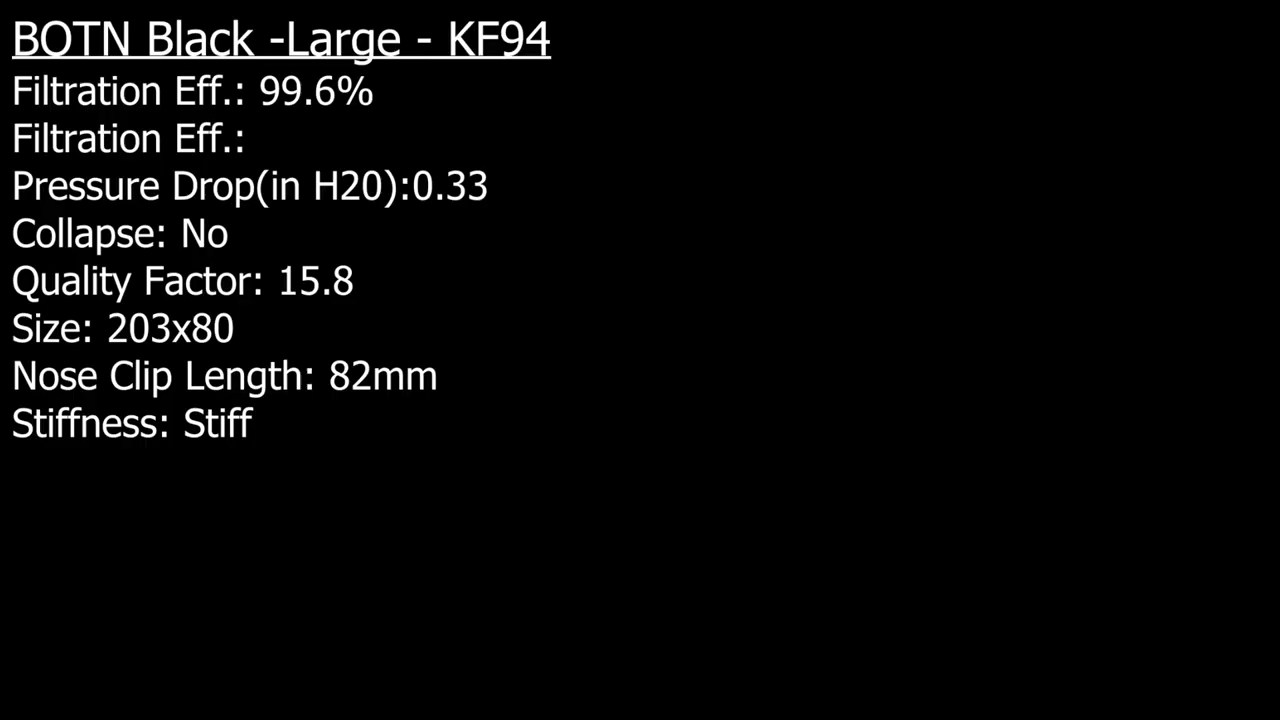 BOTN Black -Large - KF94
Filtration Eff.: 99.6%
Filtration Eff.:
Pressure Drop(in H20):0.33
Collapse: No
Quality Factor: 15.8
Size: 203x80
Nose Clip Length: 82mm
Stiffness: Stiff